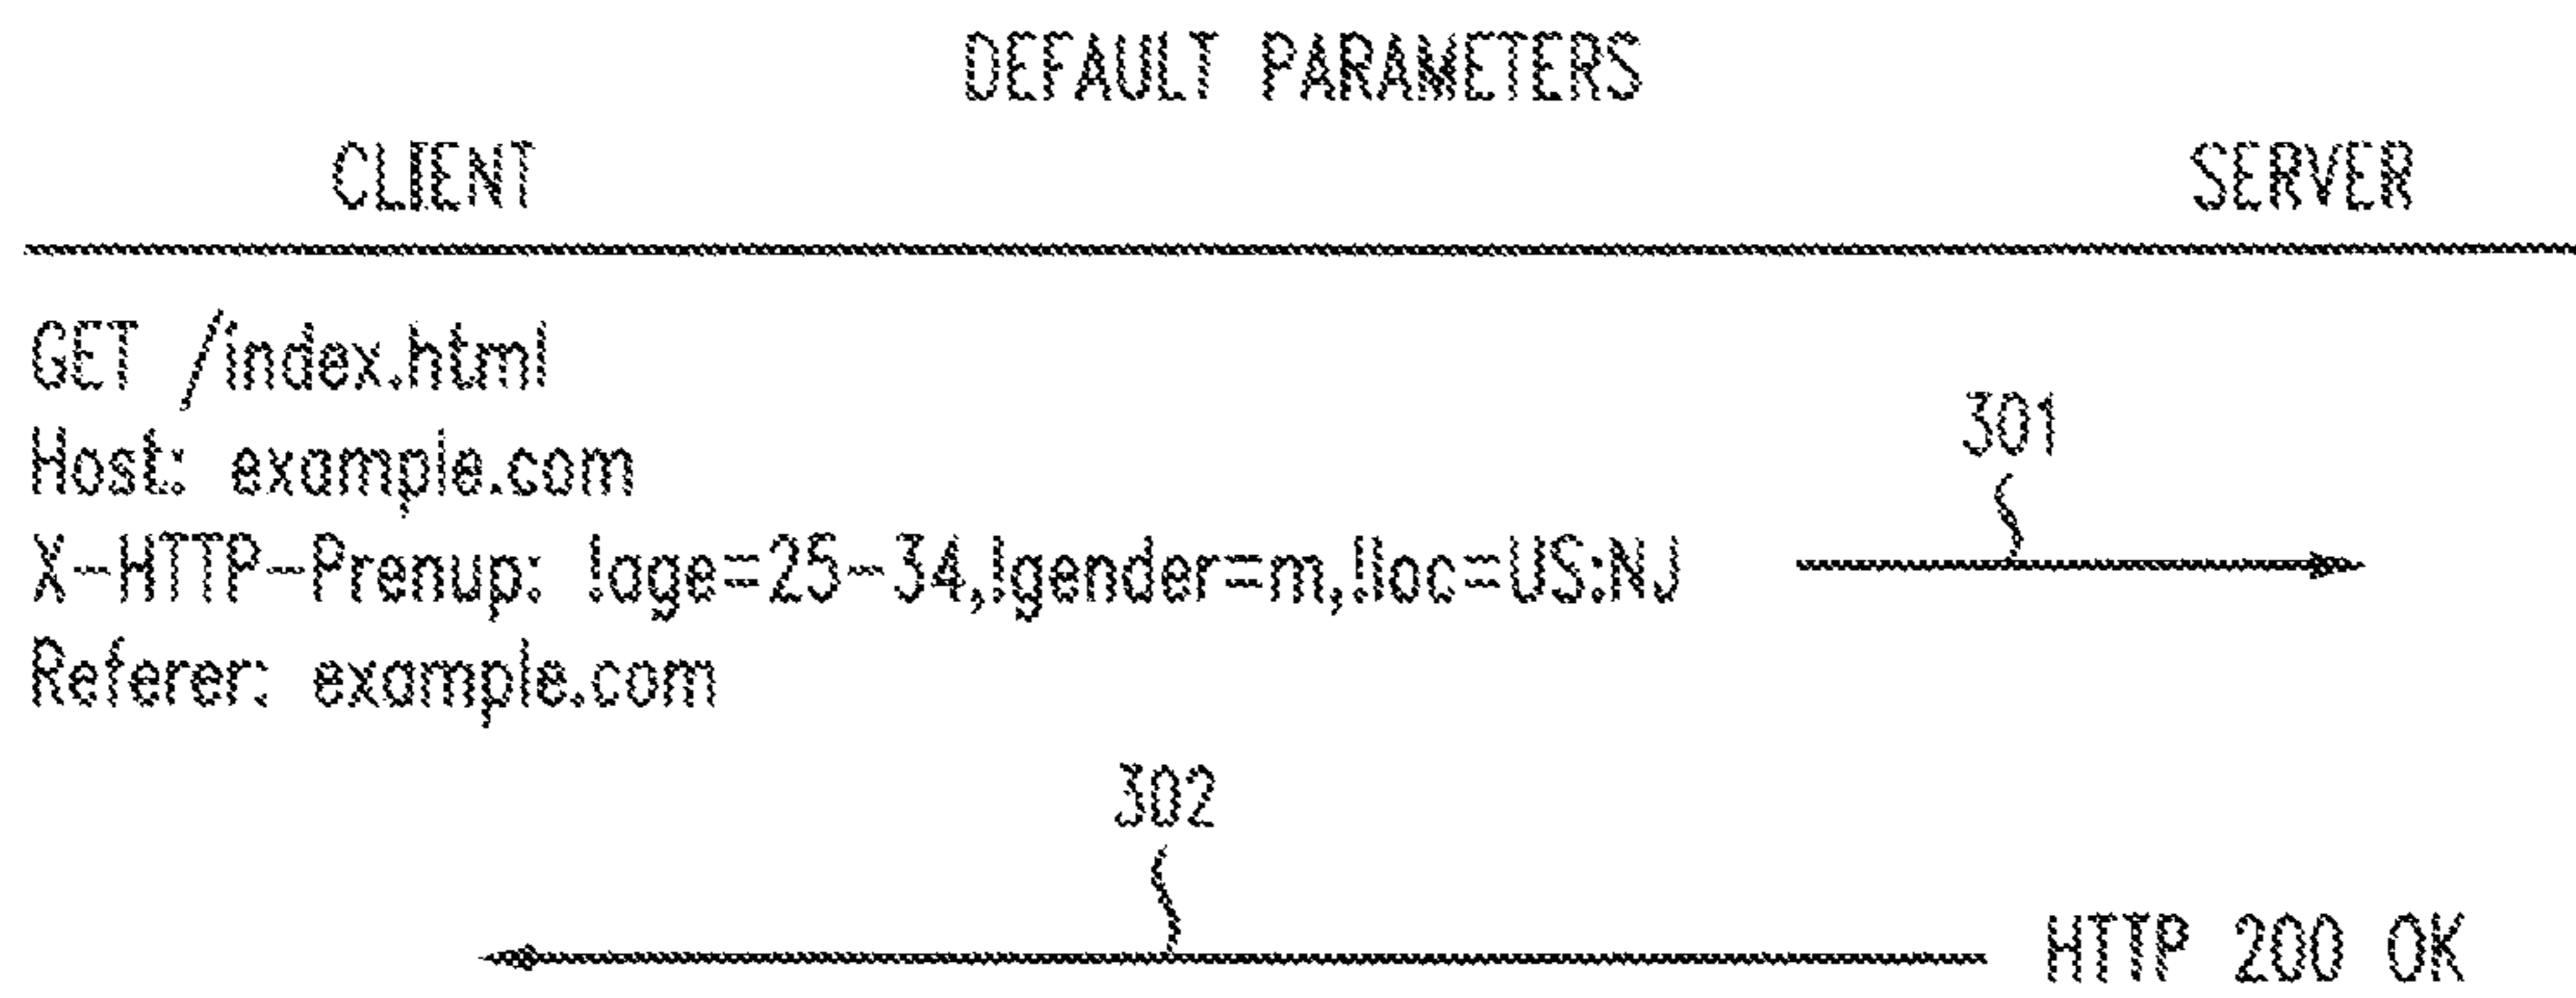 DEFAULT PARAMETERS
CLIENT SERVER
GET /index.html
Host: example.com
301
X-HTTP-Prenup: !age=25-34,!gender=m,!loc=US:NJ
Referer: example.com
302
HTTP 200 OK